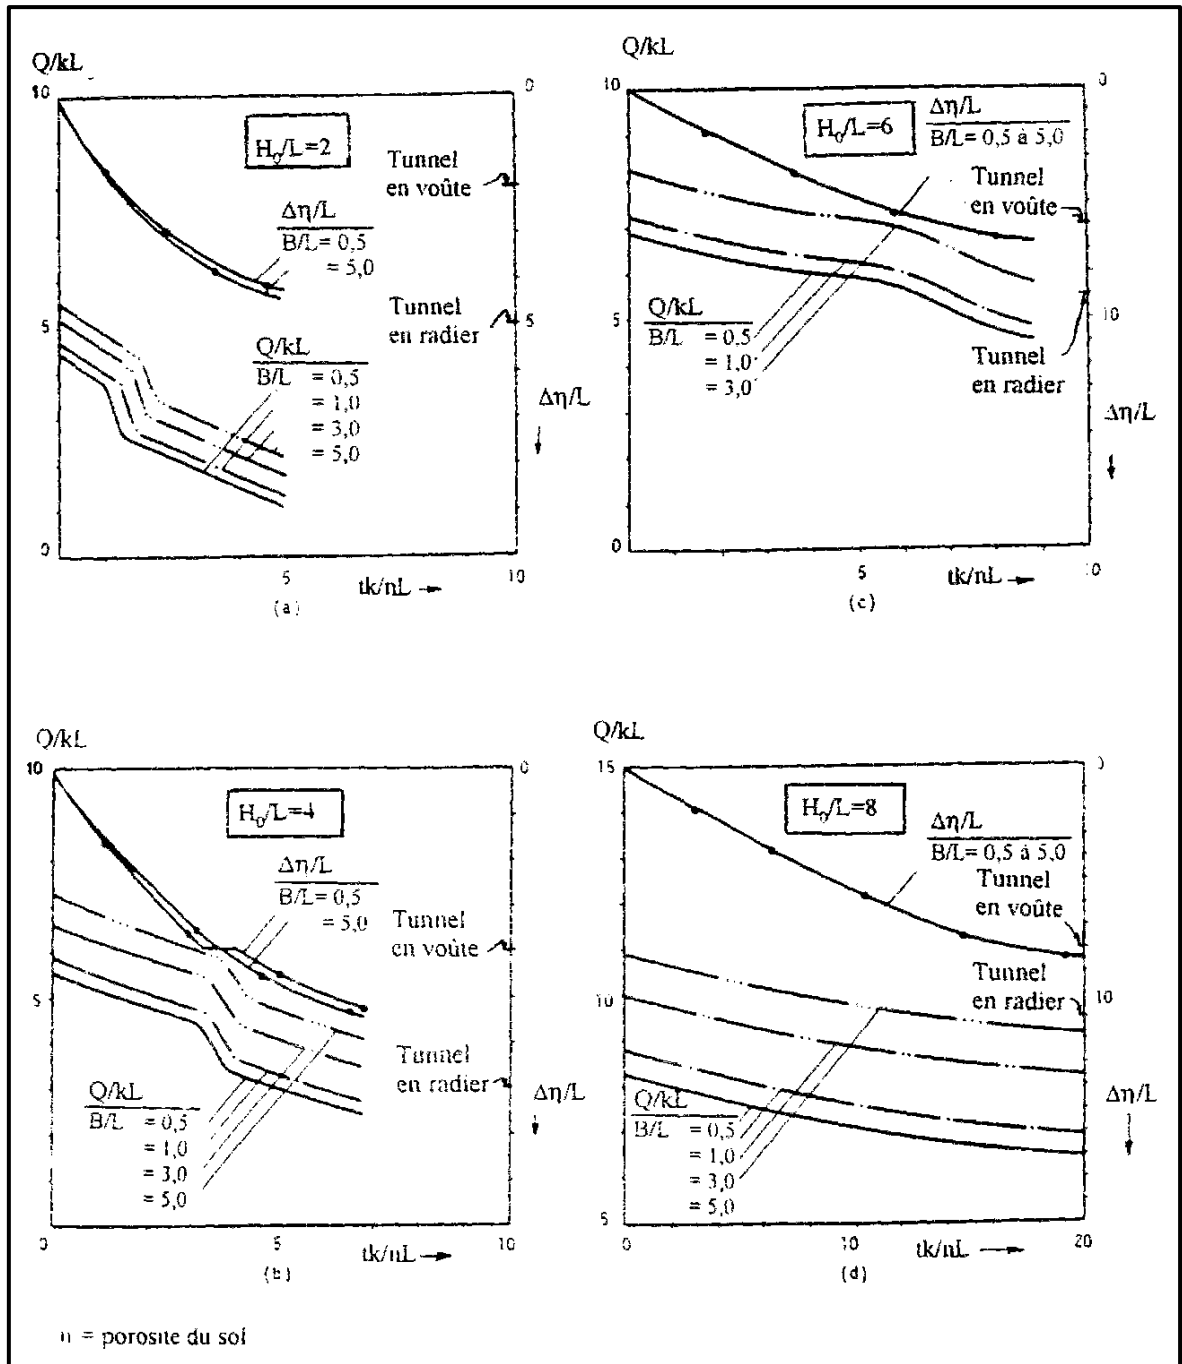 Q/kL
10
0
H₀/L=2
Tunnel
en voûte
Δη/L
B/L= 0,5
= 5,0
Tunnel
en radier
5
5
Q/kL
B/L = 0,5
= 1,0
= 3,0
= 5,0
Δη/L
0
5
10
tk/nL
(a)
Q/kL
10
0
H₀/L=6
Δη/L
B/L= 0,5 à 5,0
Tunnel
en voûte
5
10
Q/kL
B/L = 0.5
= 1,0
= 3,0
Tunnel
en radier
Δη/L
0
5
10
tk/nL
(c)
Q/kL
10
0
H₀/L=4
Δη/L
B/L= 0,5
= 5,0
Tunnel
en voûte
5
Tunnel
en radier
Q/kL
B/L = 0,5
= 1,0
= 3,0
= 5,0
Δη/L
0
5
10
tk/nL
(b)
Q/kL
15
0
H₀/L=8
Δη/L
B/L= 0,5 à 5,0
Tunnel
en voûte
Tunnel
en radier
10
10
Q/kL
B/L = 0,5
= 1,0
= 3,0
= 5,0
Δη/L
5
0
10
20
tk/nL
(d)
n = porosite du sol